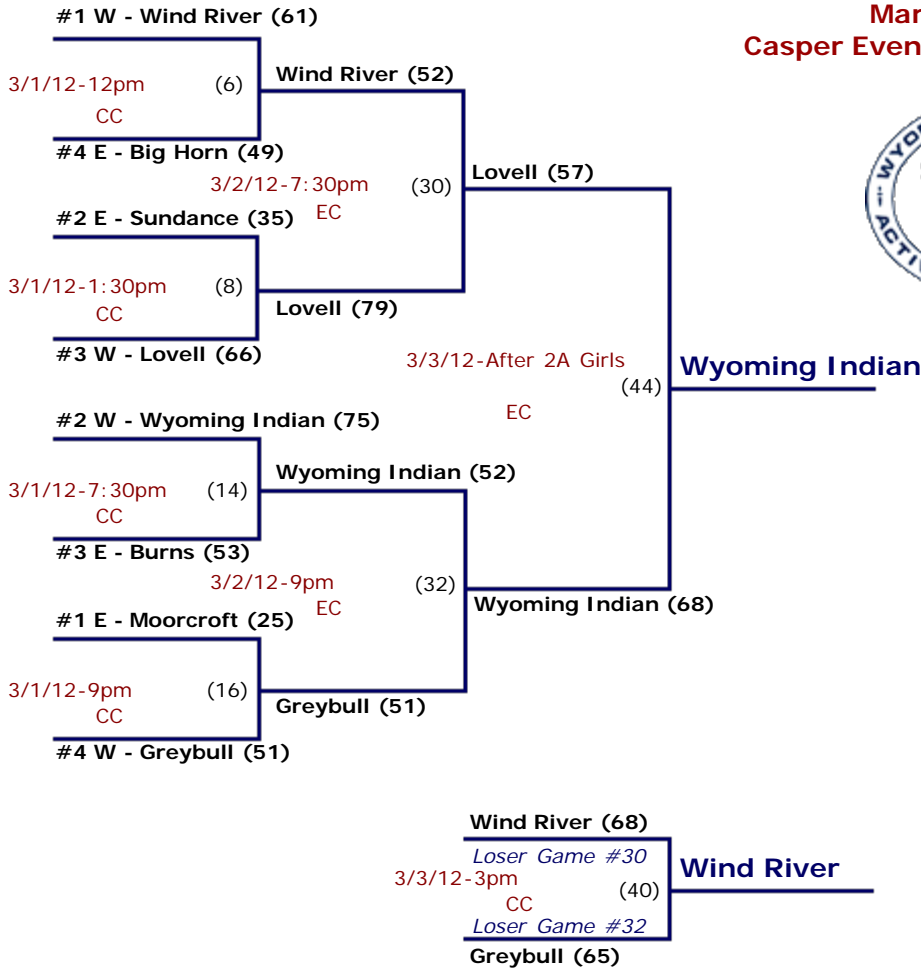 #1 W - Wind River (61)
Mar
Casper Even
3/1/12-12pm
(6)
Wind River (52)
CC
#4 E - Big Horn (49)
3/2/12-7:30pm
(30)
Lovell (57)
EC
#2 E - Sundance (35)
3/1/12-1:30pm
(8)
CC
Lovell (79)
#3 W - Lovell (66)
3/3/12-After 2A Girls
(44)
Wyoming Indian
EC
#2 W - Wyoming Indian (75)
3/1/12-7:30pm
(14)
Wyoming Indian (52)
CC
#3 E - Burns (53)
3/2/12-9pm
(32)
EC
Wyoming Indian (68)
#1 E - Moorcroft (25)
3/1/12-9pm
(16)
CC
Greybull (51)
#4 W - Greybull (51)
Wind River (68)
Loser Game #30
3/3/12-3pm
(40)
Wind River
CC
Loser Game #32
Greybull (65)